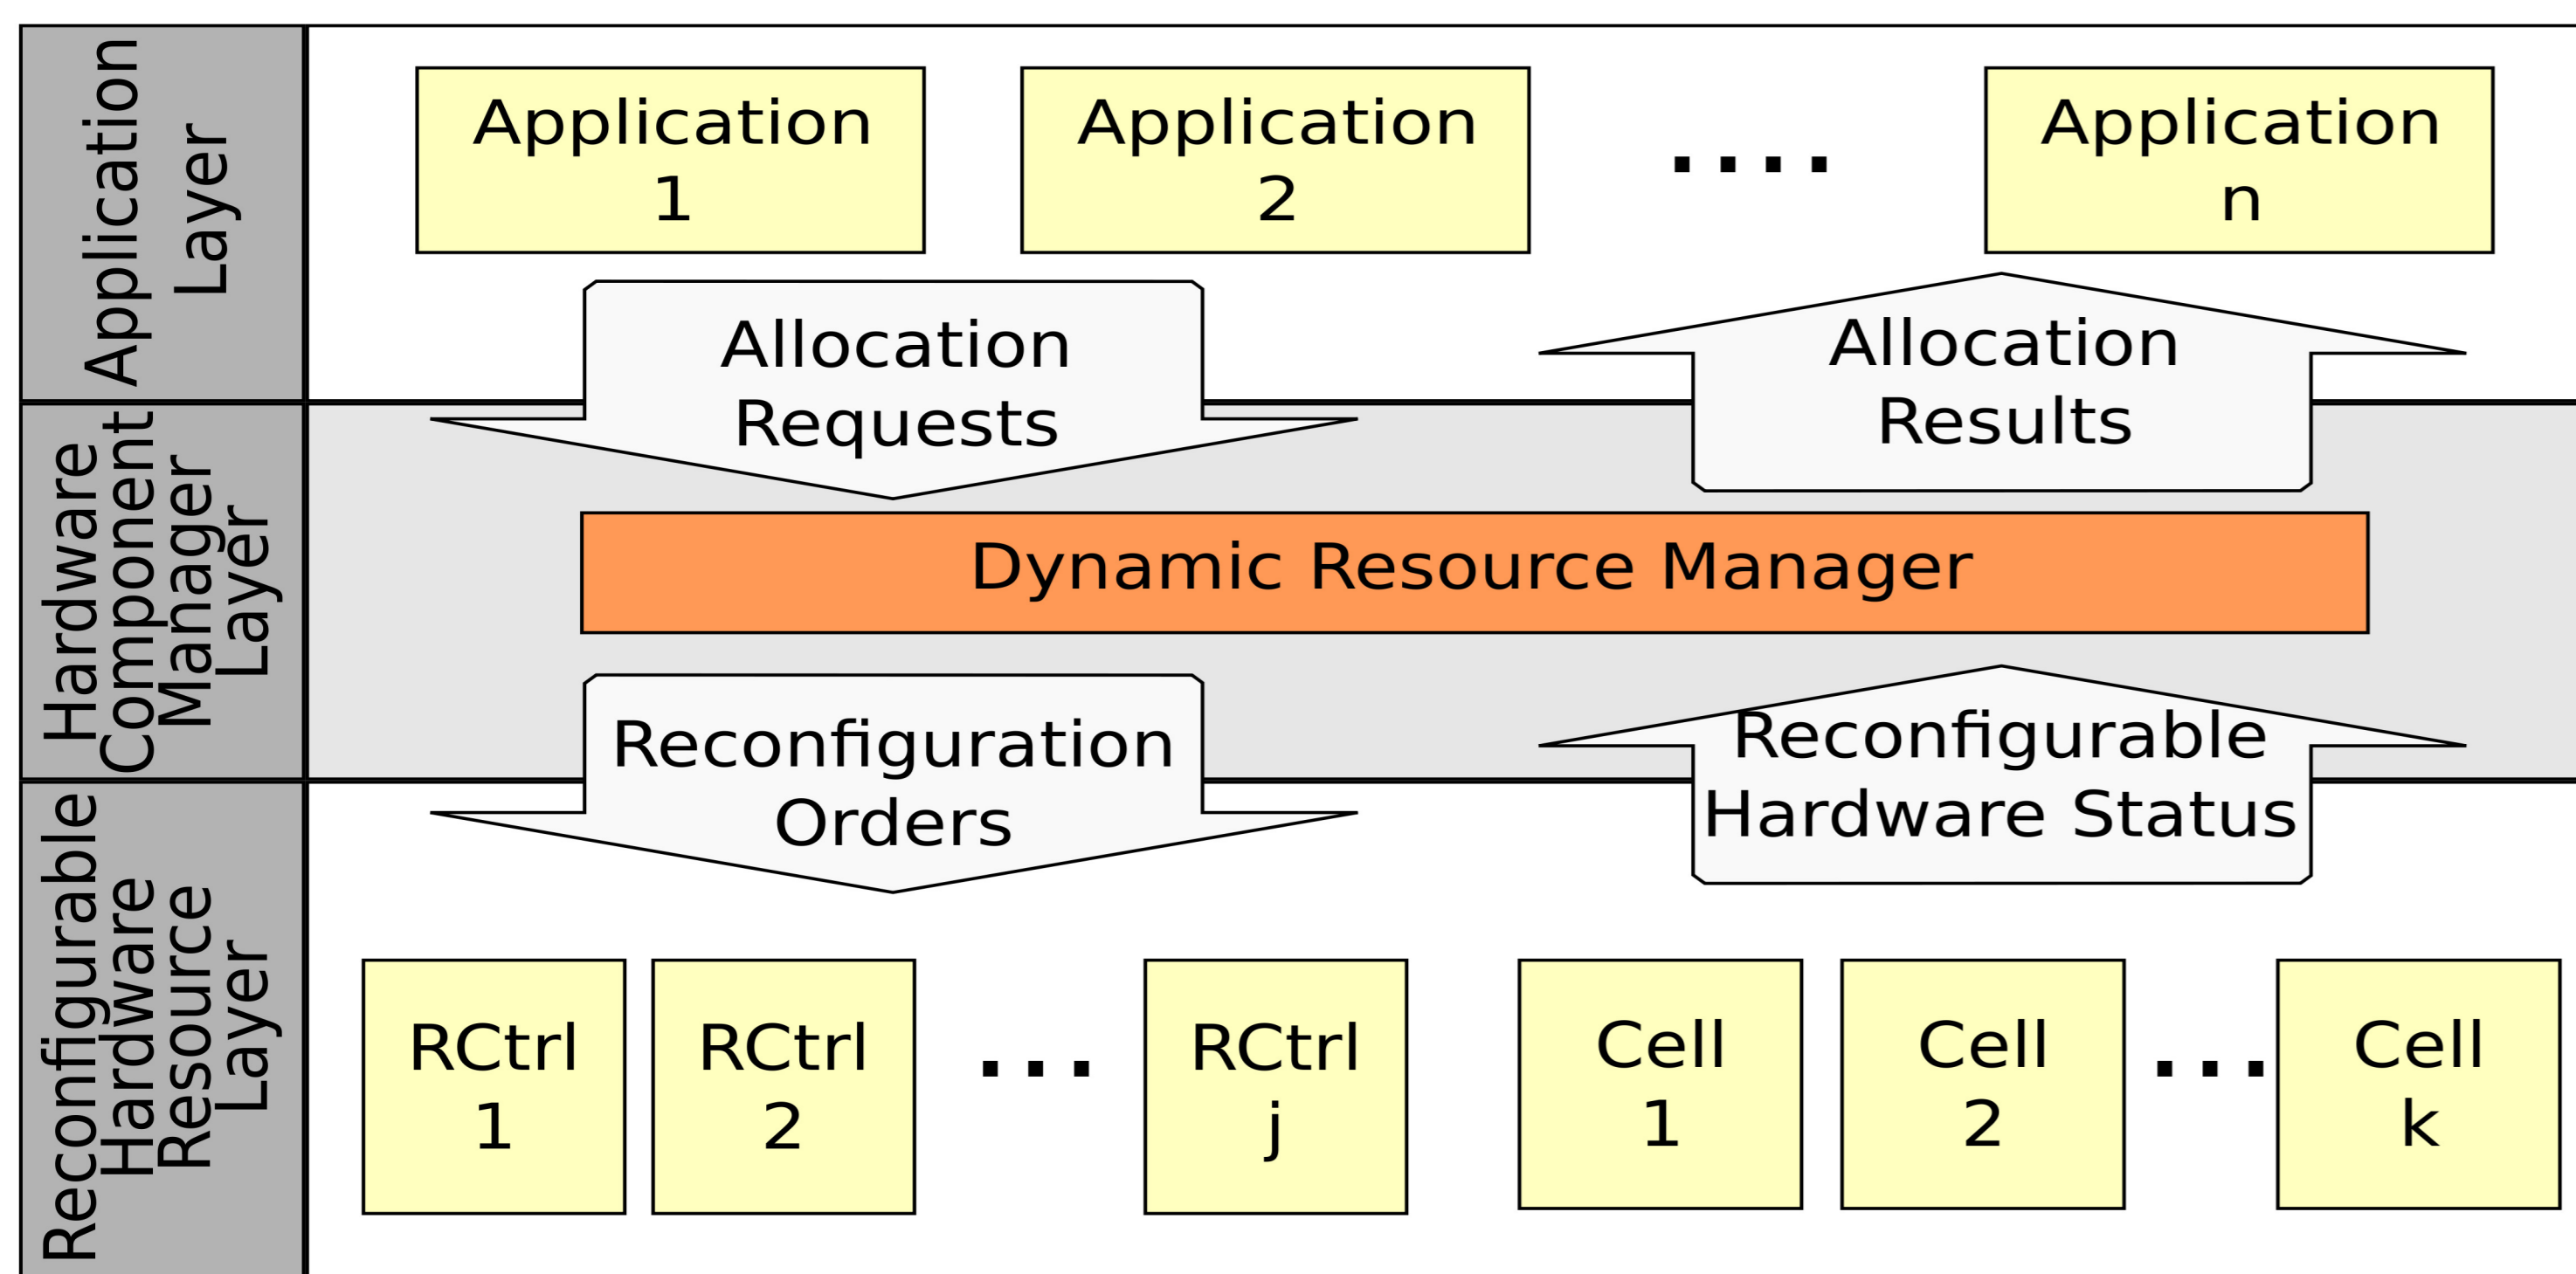 Application
Layer
Application
1
Application
2
....
Application
n
Allocation
Requests
Allocation
Results
Hardware
Component
Manager
Layer
Dynamic Resource Manager
Reconfiguration
Orders
Reconfigurable
Hardware Status
Reconfigurable
Hardware
Resource
Layer
RCtrl
1
RCtrl
2
...
RCtrl
j
Cell
1
Cell
2
...
Cell
k